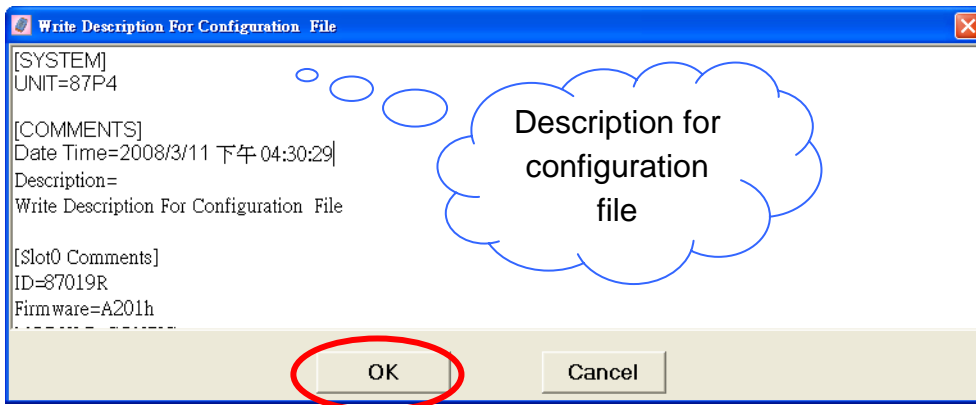 Write Description For Configuration File
[SYSTEM]
UNIT=87P4
[COMMENTS]
Date Time=2008/3/11 下午 04:30:29
Description=
Write Description For Configuration File
[Slot0 Comments]
ID=87019R
Firmware=A201h
Description for
configuration
file
OK
Cancel